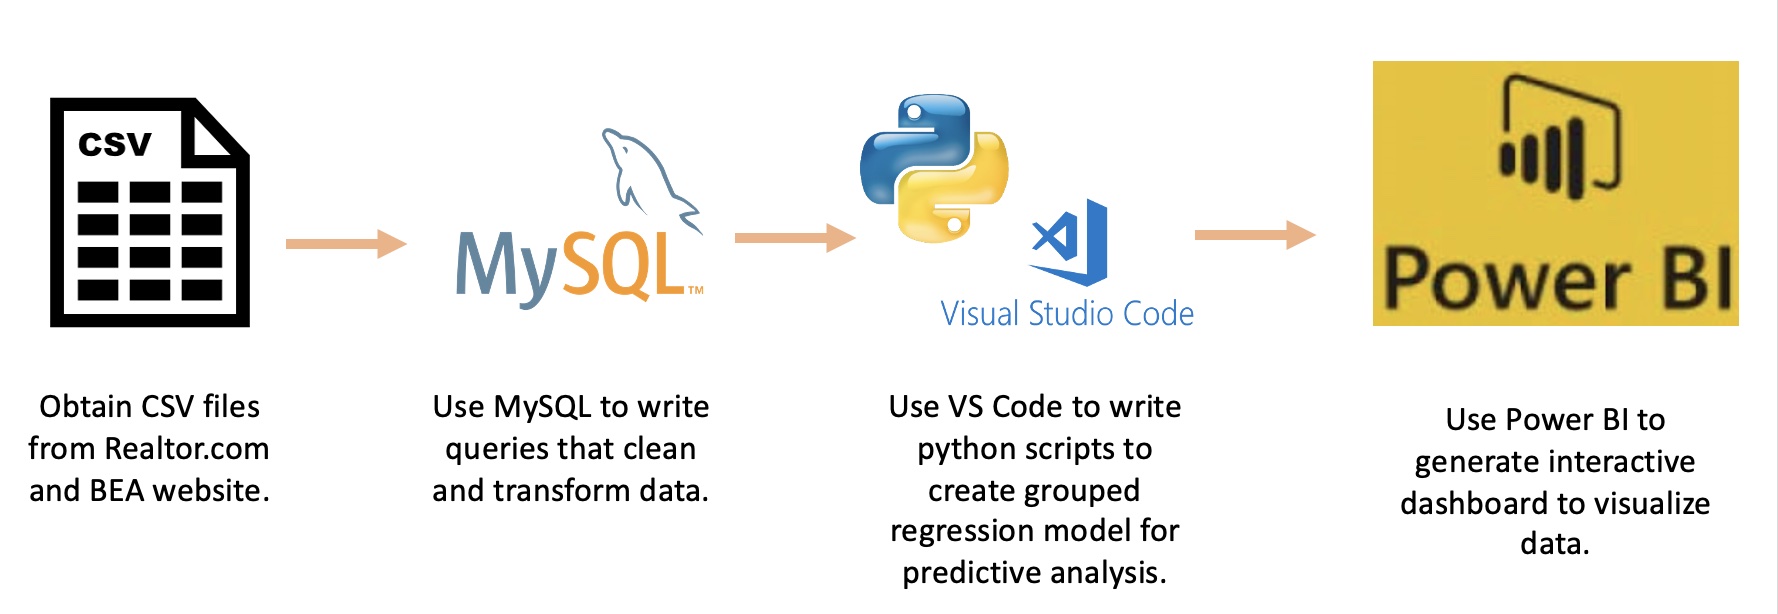 CSV
MySQL™
Visual Studio Code
Power BI
Obtain CSV files
from Realtor.com
and BEA website.
Use MySQL to write
queries that clean
and transform data.
Use VS Code to write
python scripts to
create grouped
regression model for
predictive analysis.
Use Power BI to
generate interactive
dashboard to visualize
data.